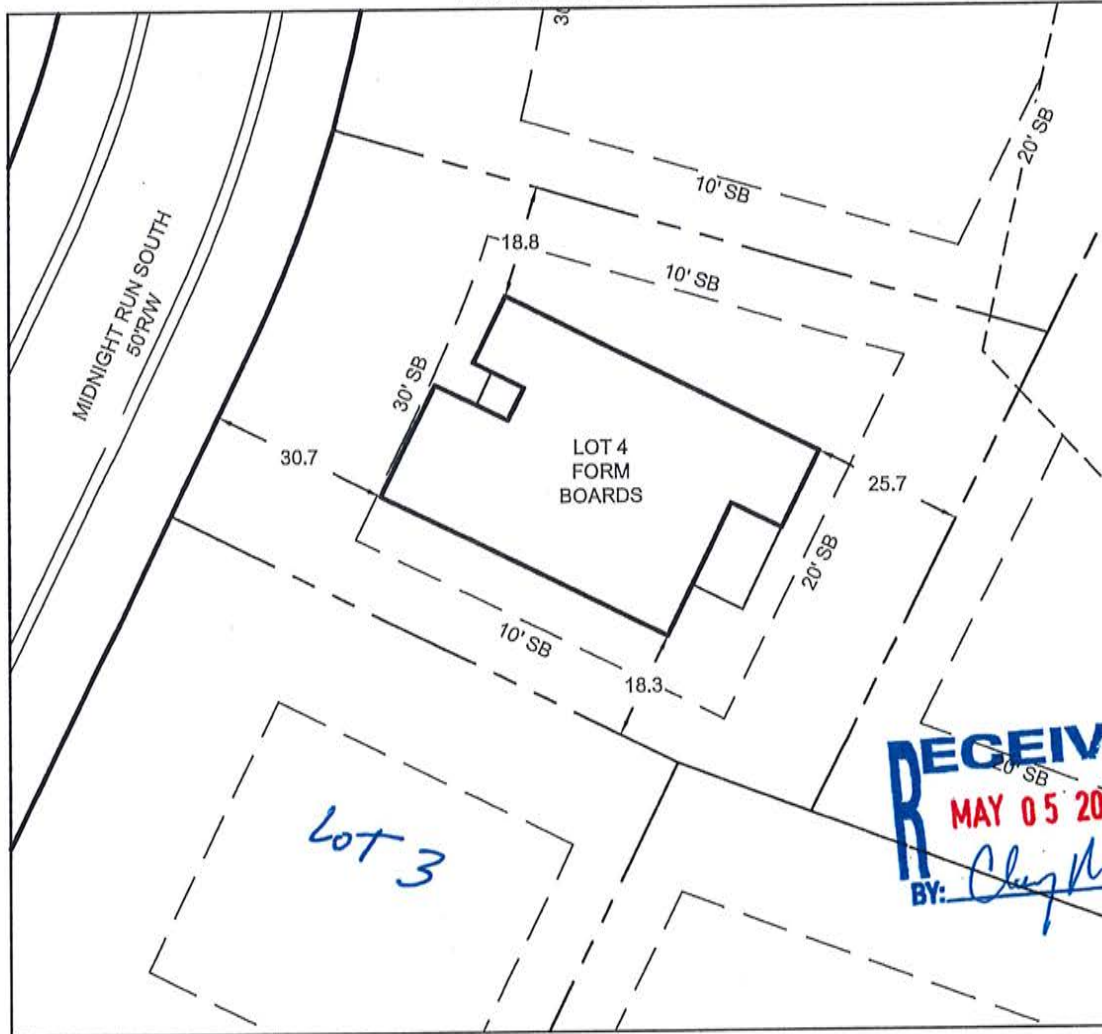 30
20' SB
10' SB
MIDNIGHT RUN SOUTH
50'R/W
18.8
10' SB
30' SB
30.7
LOT 4
FORM
BOARDS
25.7
20' SB
10' SB
18.3
Lot 3
RECEIV
20' SB
MAY 05 20
BY: